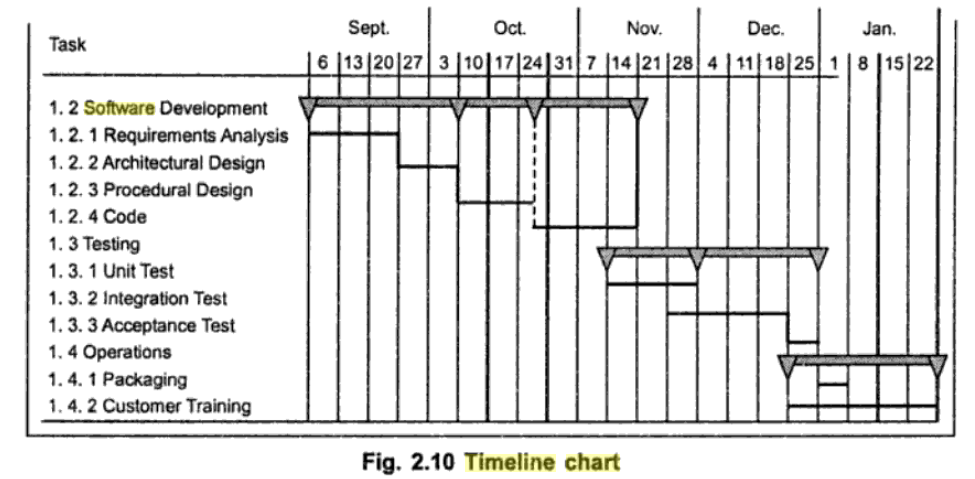 Sept. Oct. Nov. Dec. Jan.
Task
6 13 20 27 3 10 17 24 31 7 14 21 28 4 11 18 25 1 8 15 22
1. 2 Software Development
1. 2. 1 Requirements Analysis
1. 2. 2 Architectural Design
1. 2. 3 Procedural Design
1. 2. 4 Code
1. 3 Testing
1. 3. 1 Unit Test
1. 3. 2 Integration Test
1. 3. 3 Acceptance Test
1. 4 Operations
1. 4. 1 Packaging
1. 4. 2 Customer Training
Fig. 2.10 Timeline chart